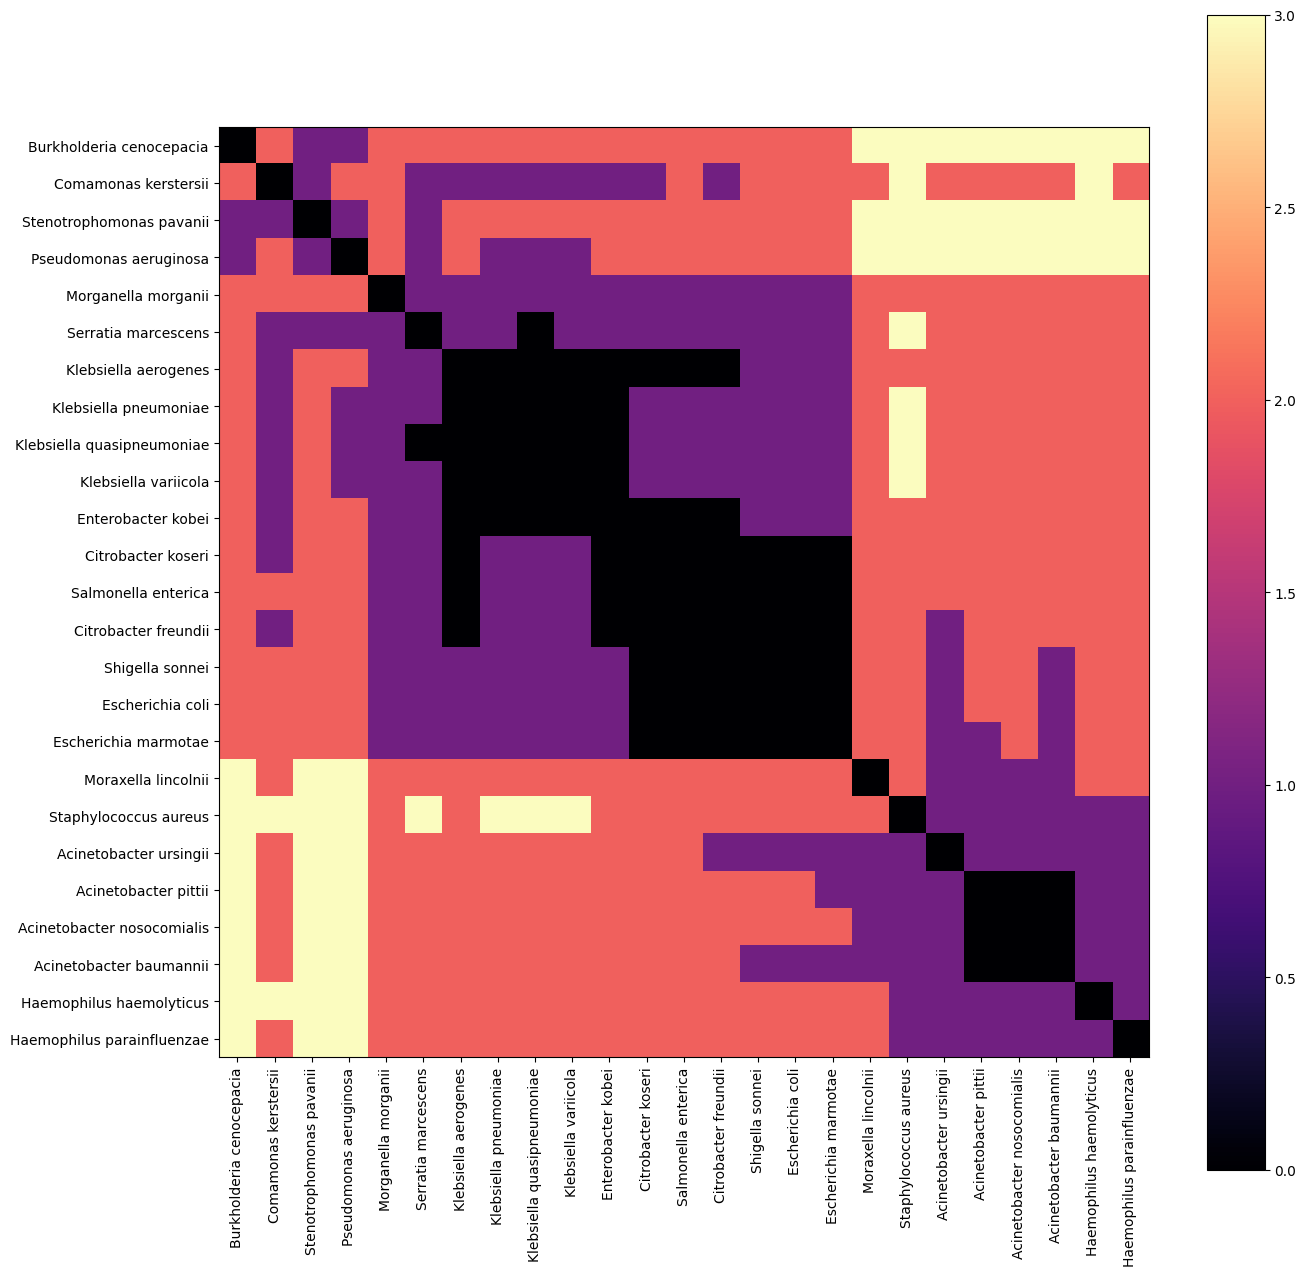 Burkholderia cenocepacia
Comamonas kerstersii
Stenotrophomonas pavanii
Pseudomonas aeruginosa
Morganella morganii
Serratia marcescens
Klebsiella aerogenes
Klebsiella pneumoniae
Klebsiella quasipneumoniae
Klebsiella variicola
Enterobacter kobei
Citrobacter koseri
Salmonella enterica
Citrobacter freundii
Shigella sonnei
Escherichia coli
Escherichia marmotae
Moraxella lincolnii
Staphylococcus aureus
Acinetobacter ursingii
Acinetobacter pittii
Acinetobacter nosocomialis
Acinetobacter baumannii
Haemophilus haemolyticus
Haemophilus parainfluenzae
Burkholderia cenocepacia
Comamonas kerstersii
Stenotrophomonas pavanii
Pseudomonas aeruginosa
Morganella morganii
Serratia marcescens
Klebsiella aerogenes
Klebsiella pneumoniae
Klebsiella quasipneumoniae
Klebsiella variicola
Enterobacter kobei
Citrobacter koseri
Salmonella enterica
Citrobacter freundii
Shigella sonnei
Escherichia coli
Escherichia marmotae
Moraxella lincolnii
Staphylococcus aureus
Acinetobacter ursingii
Acinetobacter pittii
Acinetobacter nosocomialis
Acinetobacter baumannii
Haemophilus haemolyticus
Haemophilus parainfluenzae
3.0
2.5
2.0
1.5
1.0
0.5
0.0